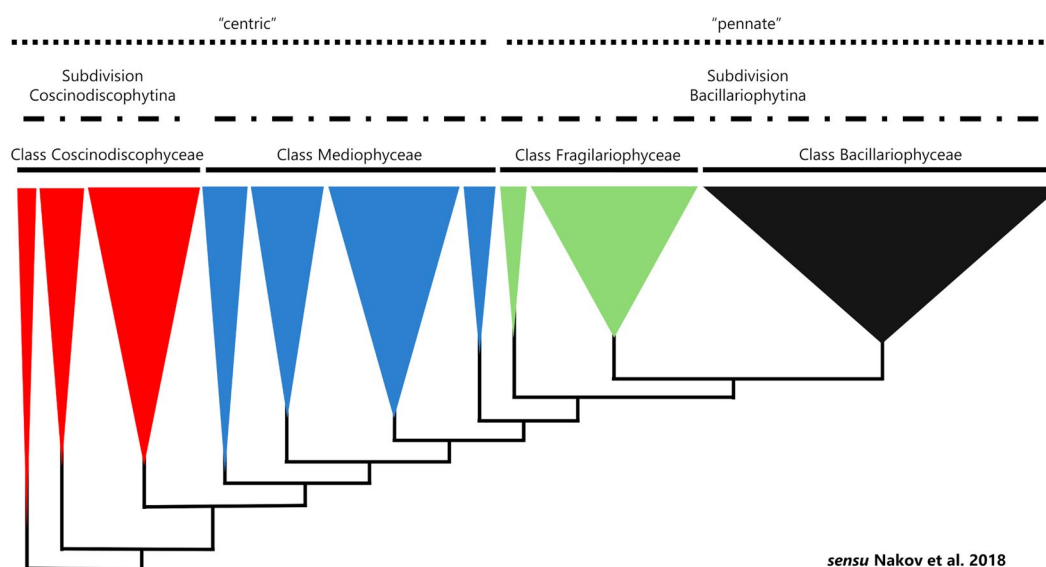 "centric"
"pennate"
Subdivision
Coscinodiscophytina
Subdivision
Bacillariophytina
Class Coscinodiscophyceae
Class Mediophyceae
Class Fragilariophyceae
Class Bacillariophyceae
sensu Nakov et al. 2018